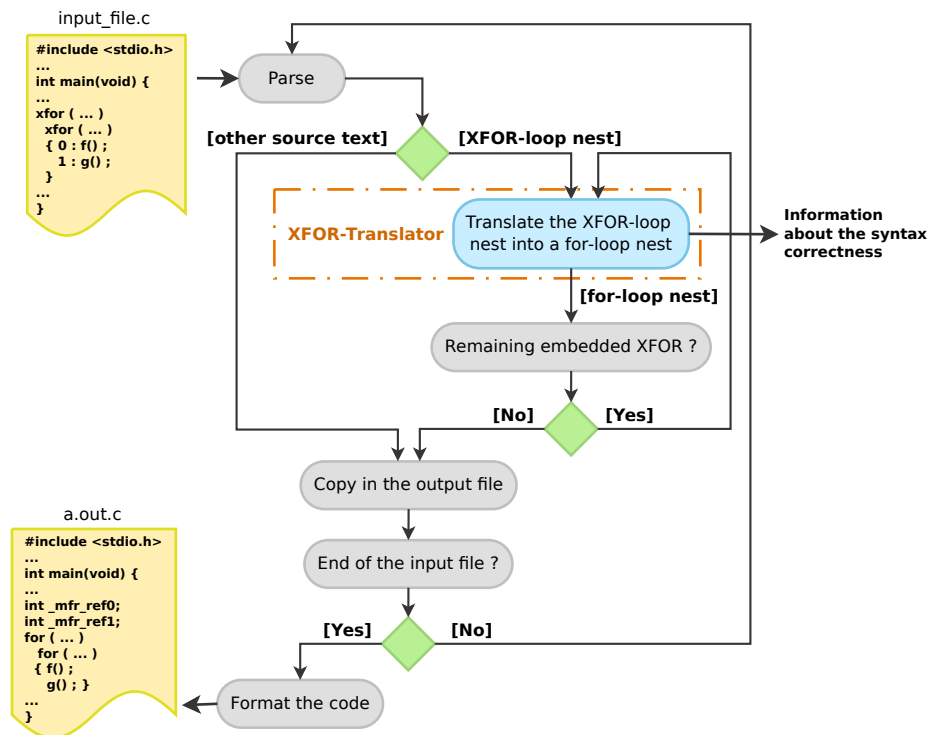 input_file.c
#include <stdio.h>
...
int main(void) {
...
xfor ( ... )
xfor ( ... )
{ 0 : f() ;
1 : g() ;
}
...
}
Parse
[other source text]
[XFOR-loop nest]
XFOR-Translator
Translate the XFOR-loop
nest into a for-loop nest
Information
about the syntax
correctness
[for-loop nest]
Remaining embedded XFOR ?
[No]
[Yes]
Copy in the output file
End of the input file ?
[Yes]
[No]
Format the code
a.out.c
#include <stdio.h>
...
int main(void) {
...
int _mfr_ref0;
int _mfr_ref1;
for ( ... )
for ( ... )
{ f() ;
g() ; }
...
}